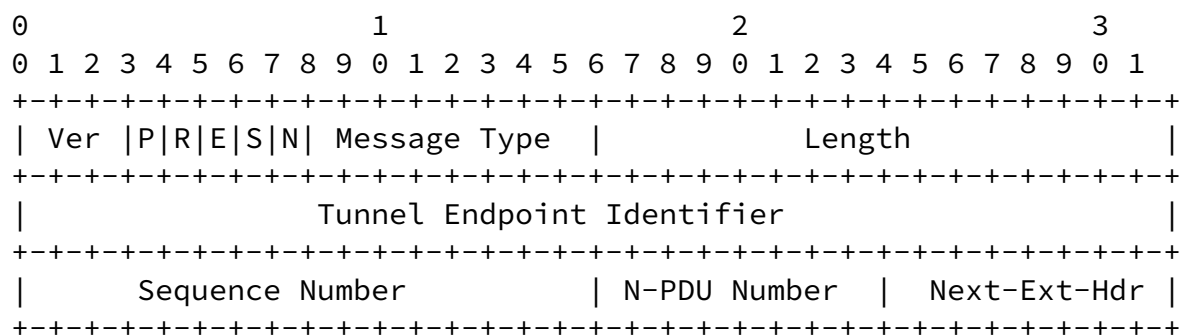 0                   1                   2                   3
0 1 2 3 4 5 6 7 8 9 0 1 2 3 4 5 6 7 8 9 0 1 2 3 4 5 6 7 8 9 0 1
+-+-+-+-+-+-+-+-+-+-+-+-+-+-+-+-+-+-+-+-+-+-+-+-+-+-+-+-+-+-+-+-+
| Ver |P|R|E|S|N| Message Type  |           Length              |
+-+-+-+-+-+-+-+-+-+-+-+-+-+-+-+-+-+-+-+-+-+-+-+-+-+-+-+-+-+-+-+-+
|                Tunnel Endpoint Identifier                     |
+-+-+-+-+-+-+-+-+-+-+-+-+-+-+-+-+-+-+-+-+-+-+-+-+-+-+-+-+-+-+-+-+
|      Sequence Number          | N-PDU Number  |  Next-Ext-Hdr |
+-+-+-+-+-+-+-+-+-+-+-+-+-+-+-+-+-+-+-+-+-+-+-+-+-+-+-+-+-+-+-+-+